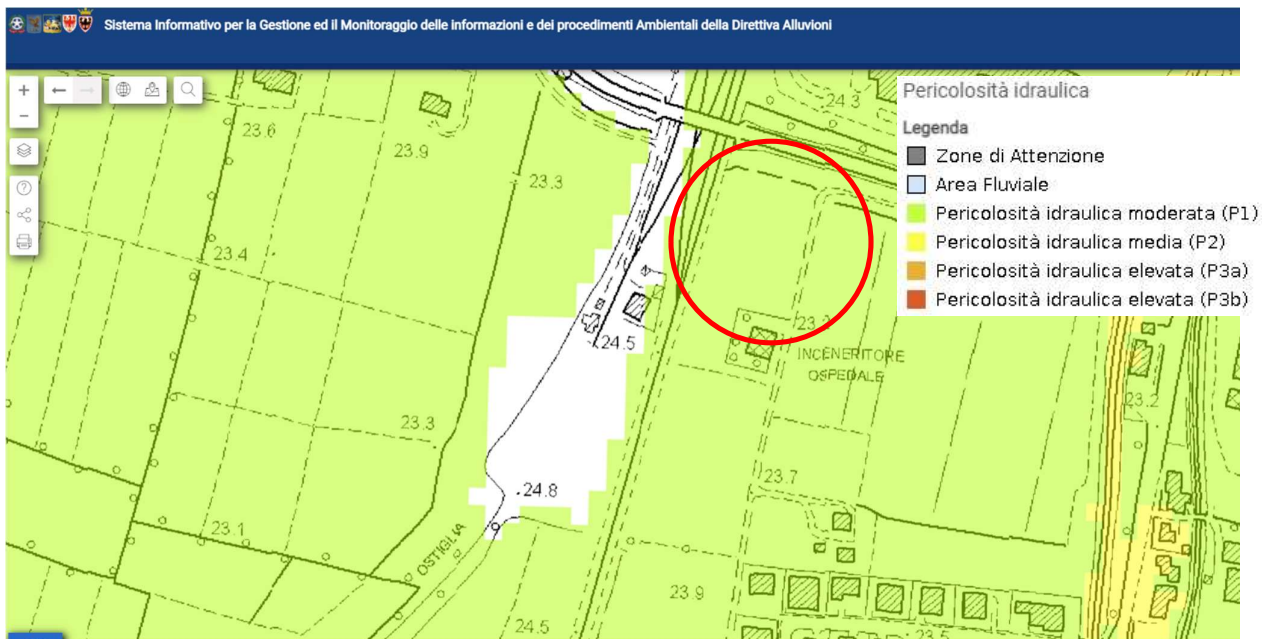 Sistema Informativo per la Gestione ed il Monitoraggio delle informazioni e dei procedimenti Ambientali della Direttiva Alluvioni
Pericolosità idraulica
Legenda
Zone di Attenzione
Area Fluviale
Pericolosità idraulica moderata (P1)
Pericolosità idraulica media (P2)
Pericolosità idraulica elevata (P3a)
Pericolosità idraulica elevata (P3b)
24.3
23.6
23.9
23.3
23.4
24.5
INCENERITORE
OSPEDALE
23.2
23.3
23.7
24.8
23.1
OSTIGLIA
23.9
24.5
23.5